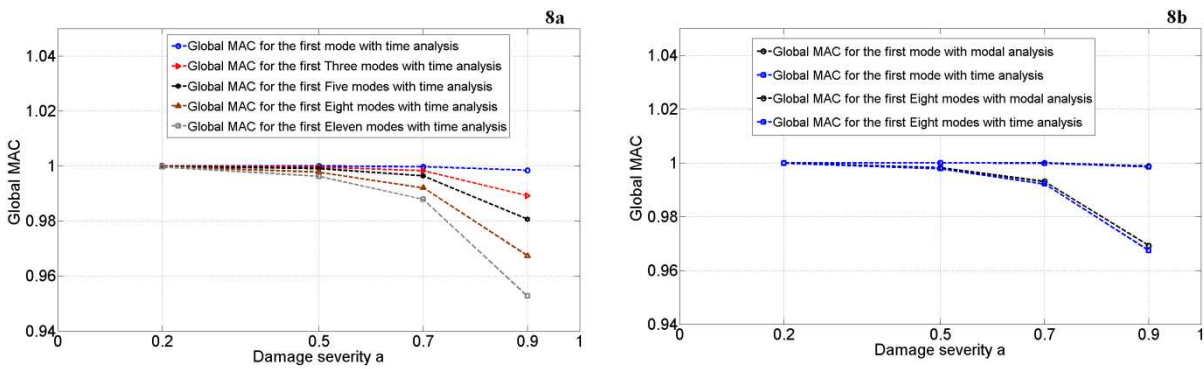 8a
1.04
1.02
1
0.98
0.96
0.94
Global MAC
Global MAC for the first mode with time analysis
Global MAC for the first Three modes with time analysis
Global MAC for the first Five modes with time analysis
Global MAC for the first Eight modes with time analysis
Global MAC for the first Eleven modes with time analysis
0 0.2 0.5 0.7 0.9 1
Damage severity a
8b
1.04
1.02
1
0.98
0.96
0.94
Global MAC
Global MAC for the first mode with modal analysis
Global MAC for the first mode with time analysis
Global MAC for the first Eight modes with modal analysis
Global MAC for the first Eight modes with time analysis
0 0.2 0.5 0.7 0.9 1
Damage severity a